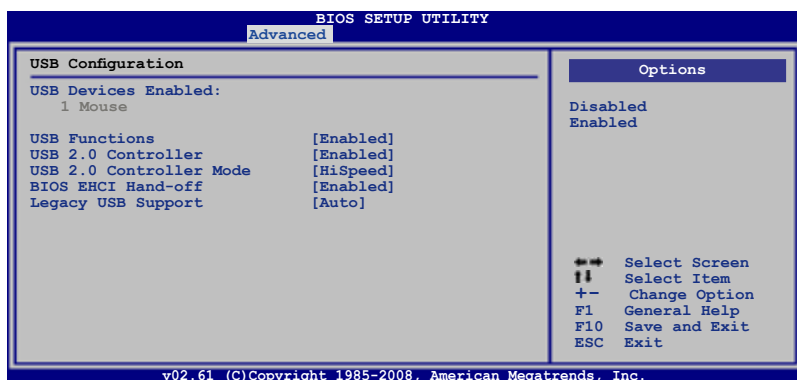 BIOS SETUP UTILITY
Advanced
USB Configuration
USB Devices Enabled:
1 Mouse
USB Functions [Enabled]
USB 2.0 Controller [Enabled]
USB 2.0 Controller Mode [HiSpeed]
BIOS EHCI Hand-off [Enabled]
Legacy USB Support [Auto]
Options
Disabled
Enabled
←→ Select Screen
↑↓ Select Item
+- Change Option
F1 General Help
F10 Save and Exit
ESC Exit
v02.61 (C)Copyright 1985-2008, American Megatrends, Inc.